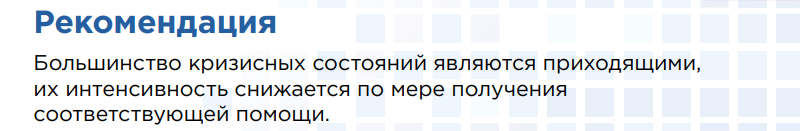 Рекомендация
Большинство кризисных состояний являются приходящими,
их интенсивность снижается по мере получения
соответствующей помощи.